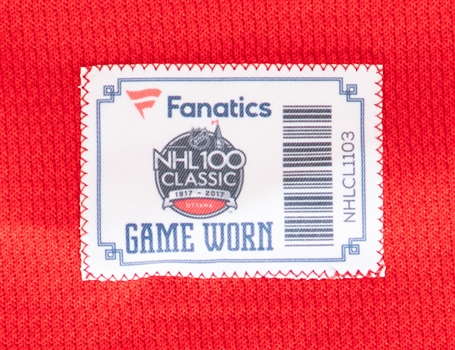 Fanatics
NHL100
CLASSIC
1917 - 2017
OTTAWA
GAME WORN
NHLCL1103